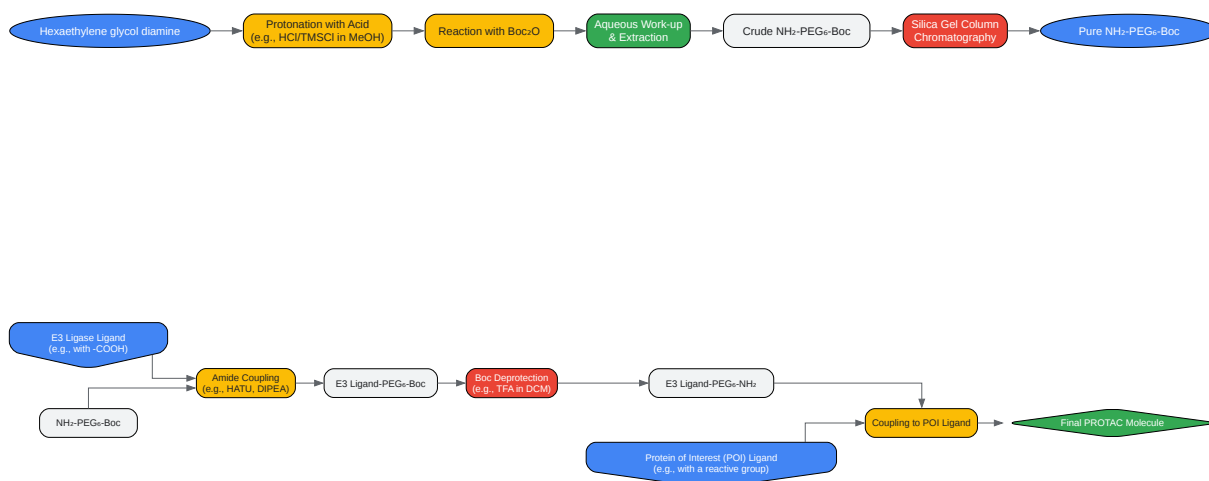 Hexaethylene glycol diamine
Protonation with Acid
(e.g., HCl/TMSCl in MeOH)
Reaction with Boc₂O
Aqueous Work-up
& Extraction
Crude NH₂-PEG₆-Boc
Silica Gel Column
Chromatography
Pure NH₂-PEG₆-Boc
E3 Ligase Ligand
(e.g., with -COOH)
NH₂-PEG₆-Boc
Amide Coupling
(e.g., HATU, DIPEA)
E3 Ligand-PEG₆-Boc
Boc Deprotection
(e.g., TFA in DCM)
E3 Ligand-PEG₆-NH₂
Protein of Interest (POI) Ligand
(e.g., with a reactive group)
Coupling to POI Ligand
Final PROTAC Molecule